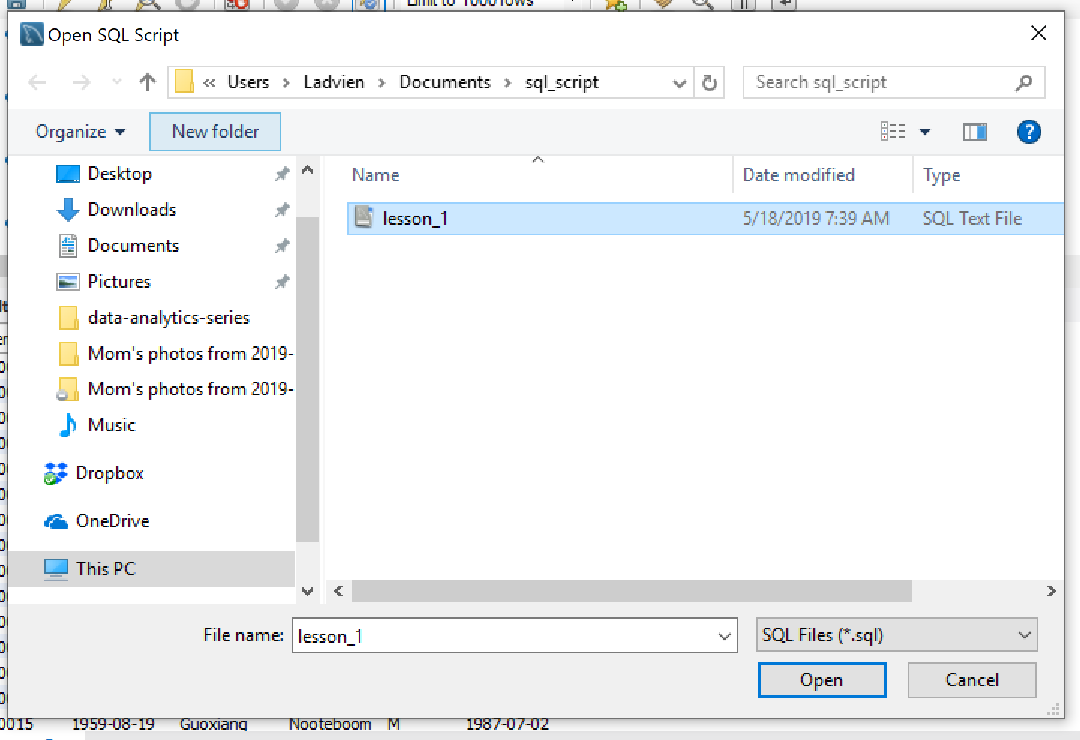 Limit to 1000 rows
Open SQL Script
« Users › Ladvien › Documents › sql_script
Search sql_script
Organize
New folder
Name
Date modified
Type
Desktop
Downloads
Documents
Pictures
data-analytics-series
Mom's photos from 2019-
Mom's photos from 2019-
Music
Dropbox
OneDrive
This PC
lesson_1
5/18/2019 7:39 AM
SQL Text File
File name:
lesson_1
SQL Files (*.sql)
Open
Cancel
0015 1959-08-19 Guoxiang Nooteboom M 1987-07-02